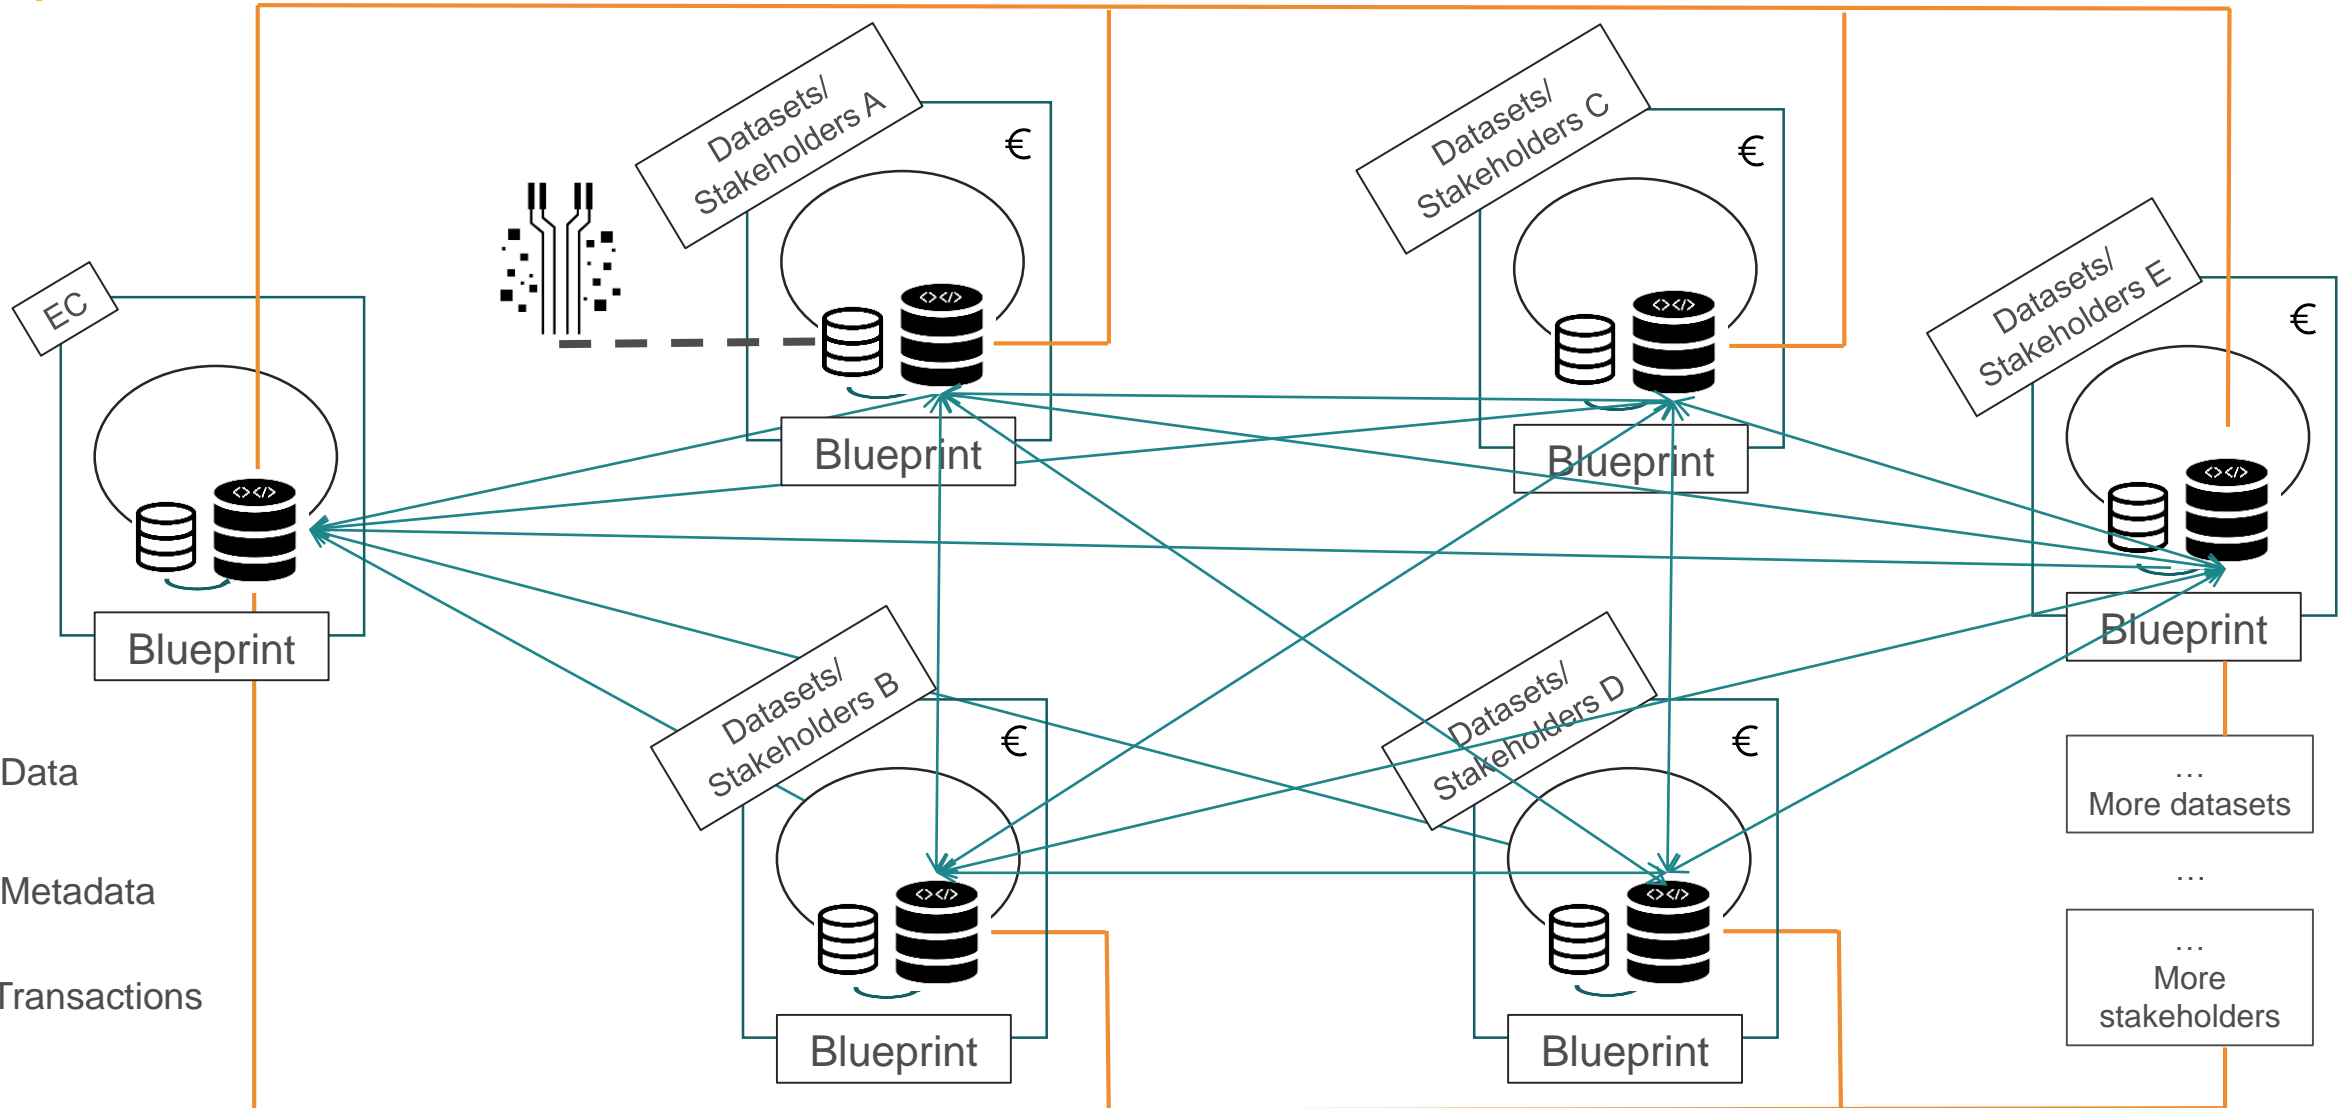 Datasets/
Stakeholders A
€
<></>
Blueprint
Datasets/
Stakeholders C
€
<></>
Blueprint
EC
<></>
Blueprint
Datasets/
Stakeholders E
€
<></>
Blueprint
Datasets/
Stakeholders B
€
<></>
Blueprint
Datasets/
Stakeholders D
€
<></>
Blueprint
Data
Metadata
Transactions
...
More datasets
...
...
More
stakeholders